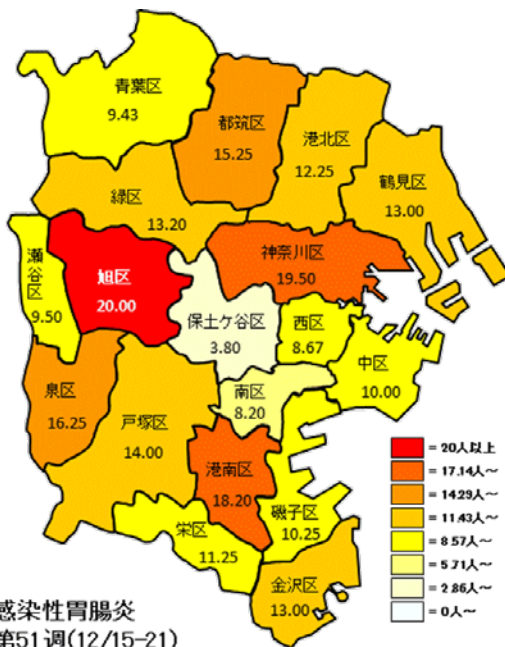 青葉区
9.43
都筑区
15.25
港北区
12.25
鶴見区
13.00
緑区
13.20
神奈川区
19.50
瀬谷区
9.50
旭区
20.00
保土ケ谷区
3.80
西区
8.67
中区
10.00
泉区
16.25
戸塚区
14.00
南区
8.20
港南区
18.20
磯子区
10.25
栄区
11.25
金沢区
13.00
= 20人以上
= 17.14人～
= 14.29人～
= 11.43人～
= 8.57人～
= 5.71人～
= 2.86人～
= 0人～
感染性胃腸炎
第51週(12/15-21)